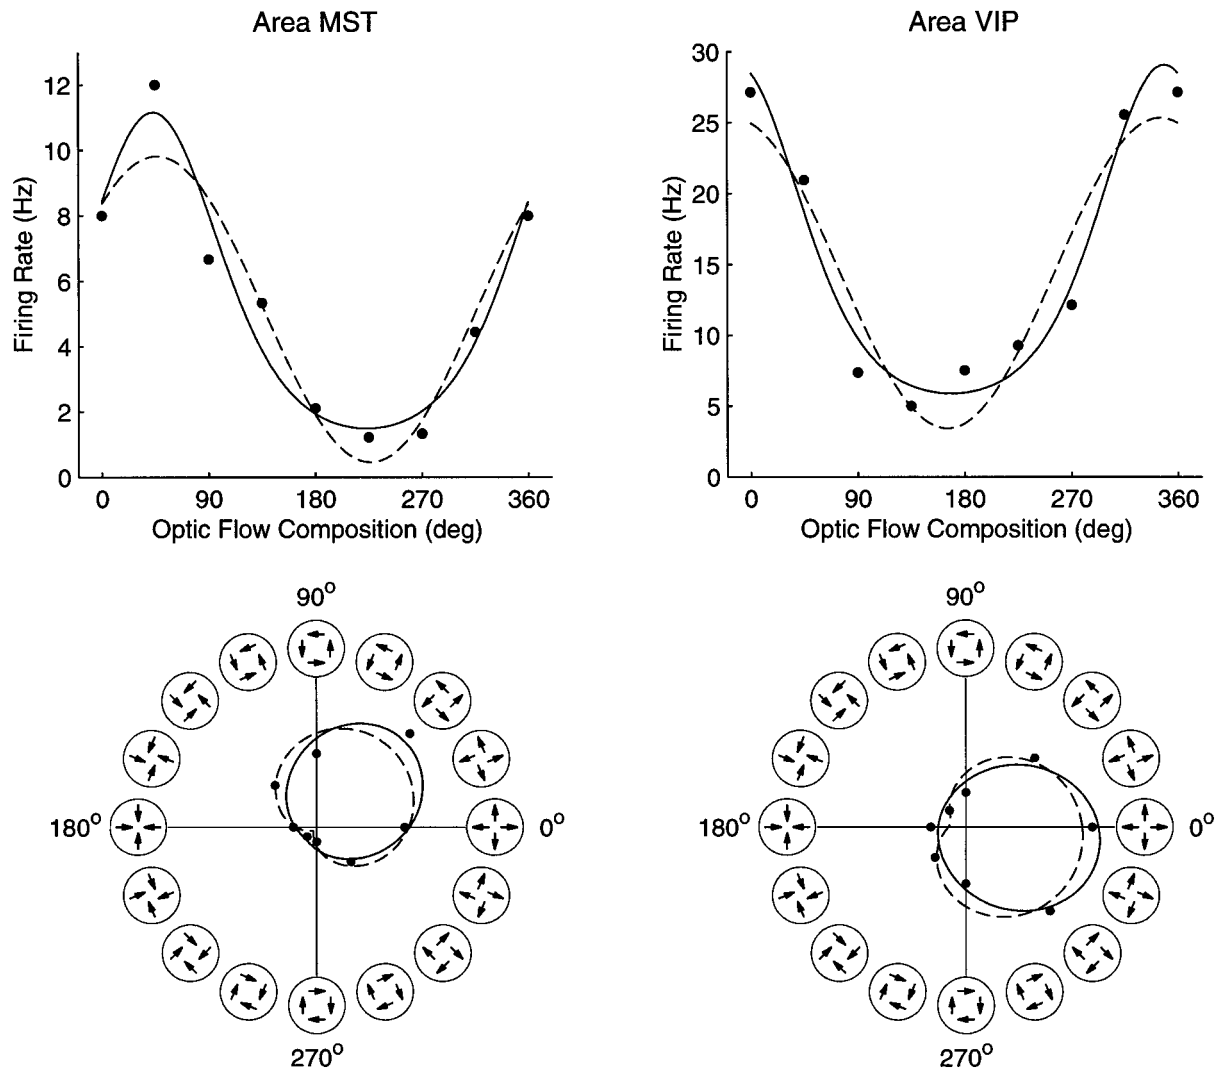 Area MST
Area VIP
12
10
8
6
4
2
0
Firing Rate (Hz)
0 90 180 270 360
Optic Flow Composition (deg)
30
25
20
15
10
5
0
Firing Rate (Hz)
0 90 180 270 360
Optic Flow Composition (deg)
90°
180°
0°
270°
90°
180°
0°
270°